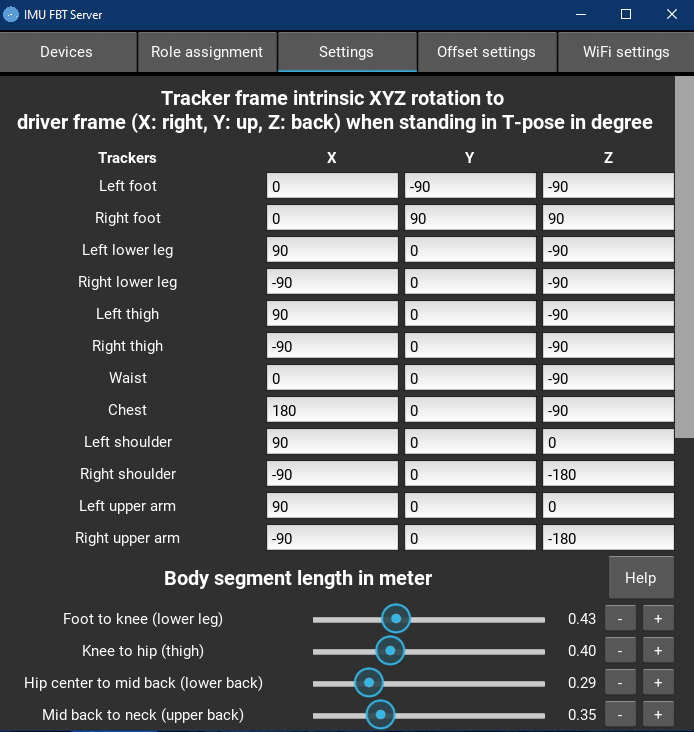 IMU FBT Server
Devices Role assignment Settings Offset settings WiFi settings
Tracker frame intrinsic XYZ rotation to
driver frame (X: right, Y: up, Z: back) when standing in T-pose in degree
Trackers X Y Z
Left foot 0 -90 -90
Right foot 0 90 90
Left lower leg 90 0 -90
Right lower leg -90 0 -90
Left thigh 90 0 -90
Right thigh -90 0 -90
Waist 0 0 -90
Chest 180 0 -90
Left shoulder 90 0 0
Right shoulder -90 0 -180
Left upper arm 90 0 0
Right upper arm -90 0 -180
Body segment length in meter Help
Foot to knee (lower leg) 0.43 - +
Knee to hip (thigh) 0.40 - +
Hip center to mid back (lower back) 0.29 - +
Mid back to neck (upper back) 0.35 - +